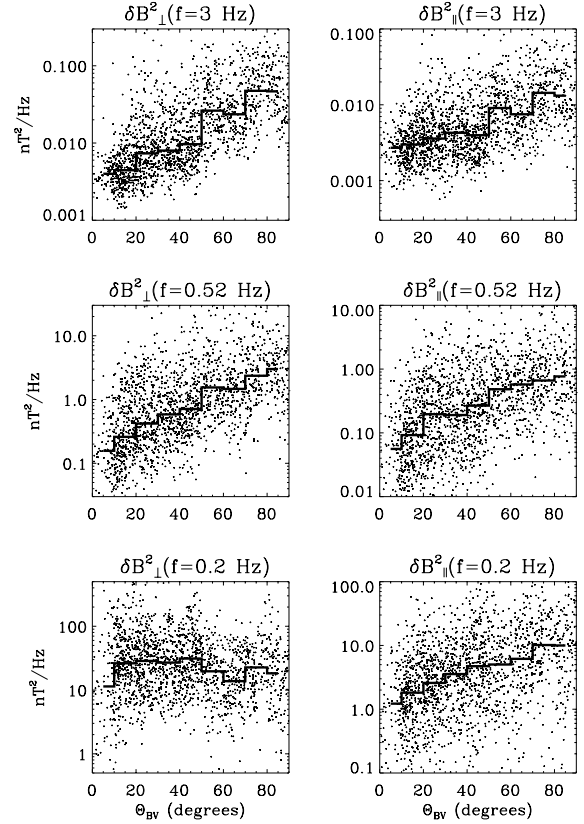 δB²⊥(f=3 Hz)
δB²∥(f=3 Hz)
nT²/Hz
0.100
0.010
0.001
0 20 40 60 80
0.100
0.010
0.001
0 20 40 60 80
δB²⊥(f=0.52 Hz)
δB²∥(f=0.52 Hz)
nT²/Hz
10.0
1.0
0.1
0 20 40 60 80
10.00
1.00
0.10
0.01
0 20 40 60 80
δB²⊥(f=0.2 Hz)
δB²∥(f=0.2 Hz)
nT²/Hz
100
10
1
0 20 40 60 80
Θ_BV (degrees)
100.0
10.0
1.0
0.1
0 20 40 60 80
Θ_BV (degrees)